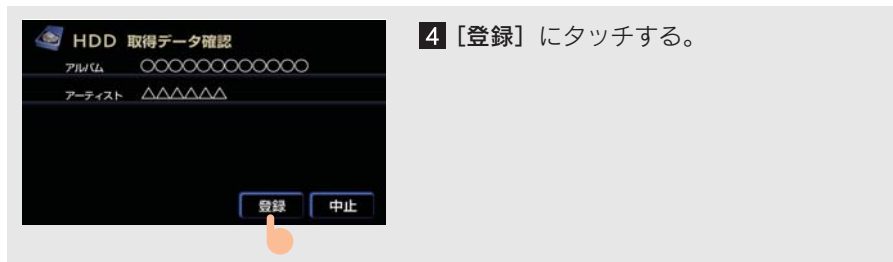 HDD 取得データ確認
アルバム ○○○○○○○○○○○○
アーティスト △△△△△△
登録 中止
4 [登録] にタッチする。